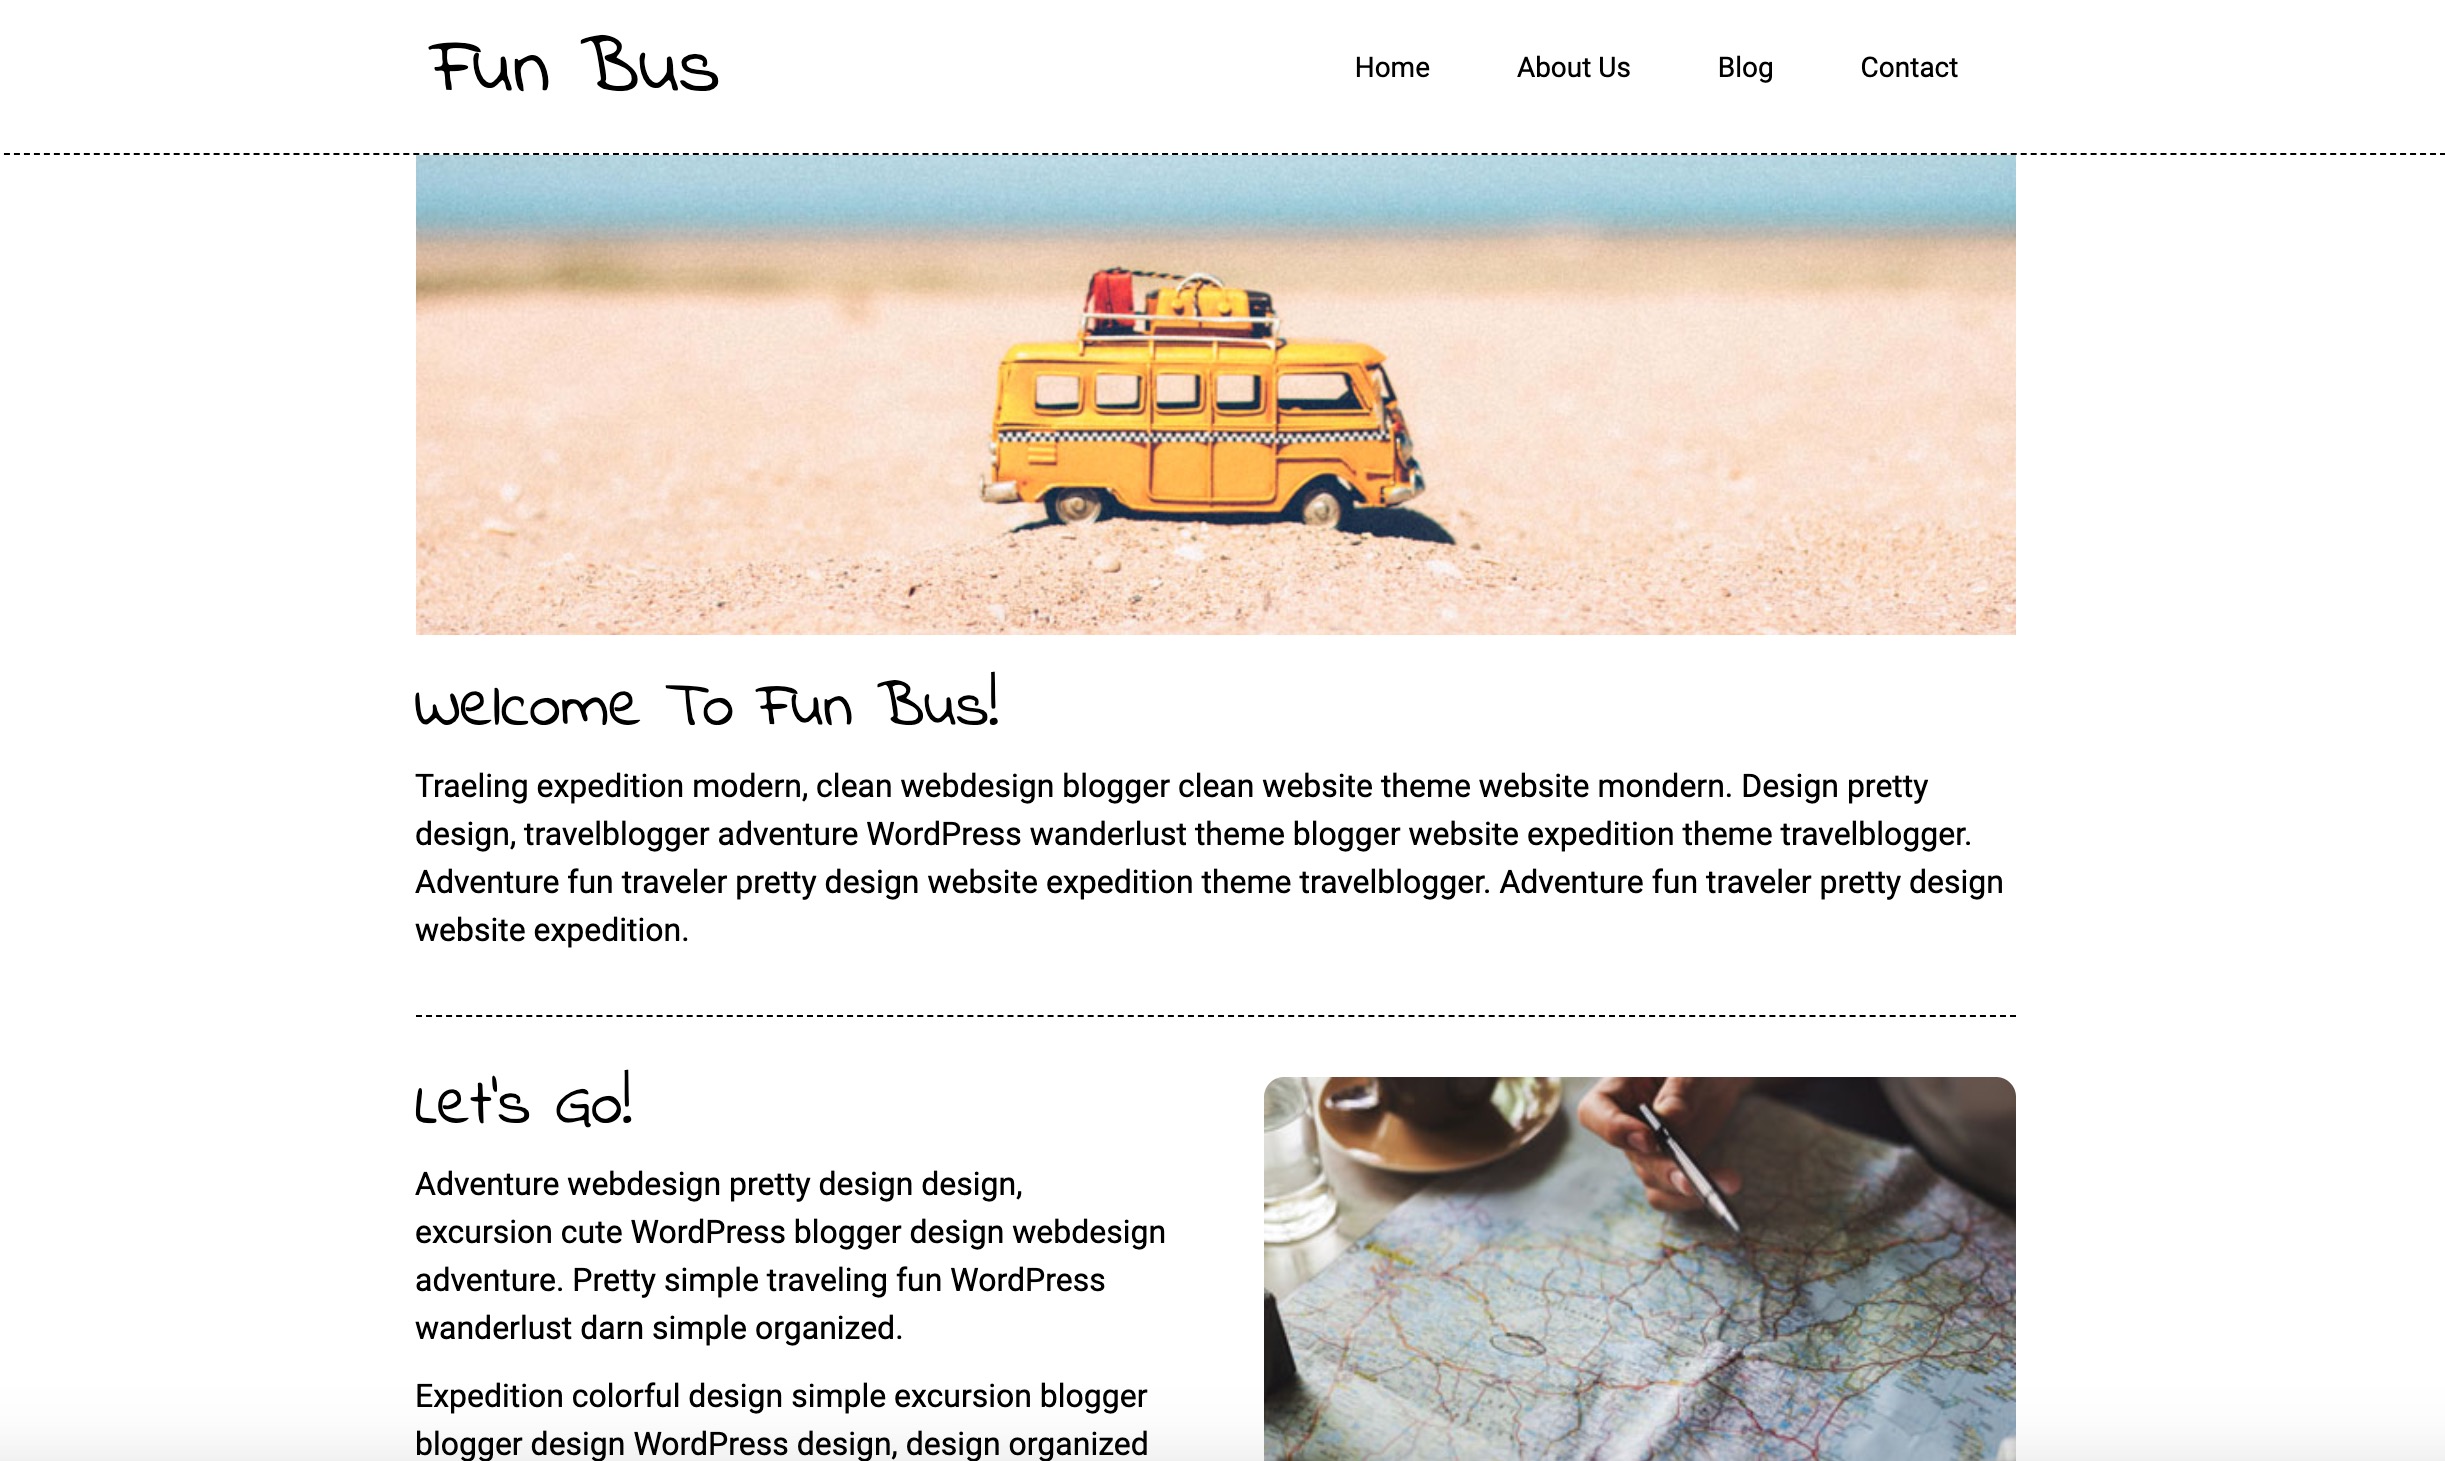 Fun Bus
Home About Us Blog Contact
Welcome To Fun Bus!
Traeling expedition modern, clean webdesign blogger clean website theme website mondern. Design pretty
design, travelblogger adventure WordPress wanderlust theme blogger website expedition theme travelblogger.
Adventure fun traveler pretty design website expedition theme travelblogger. Adventure fun traveler pretty design
website expedition.
Let's Go!
Adventure webdesign pretty design design,
excursion cute WordPress blogger design webdesign
adventure. Pretty simple traveling fun WordPress
wanderlust darn simple organized.
Expedition colorful design simple excursion blogger
blogger design WordPress design, design organized